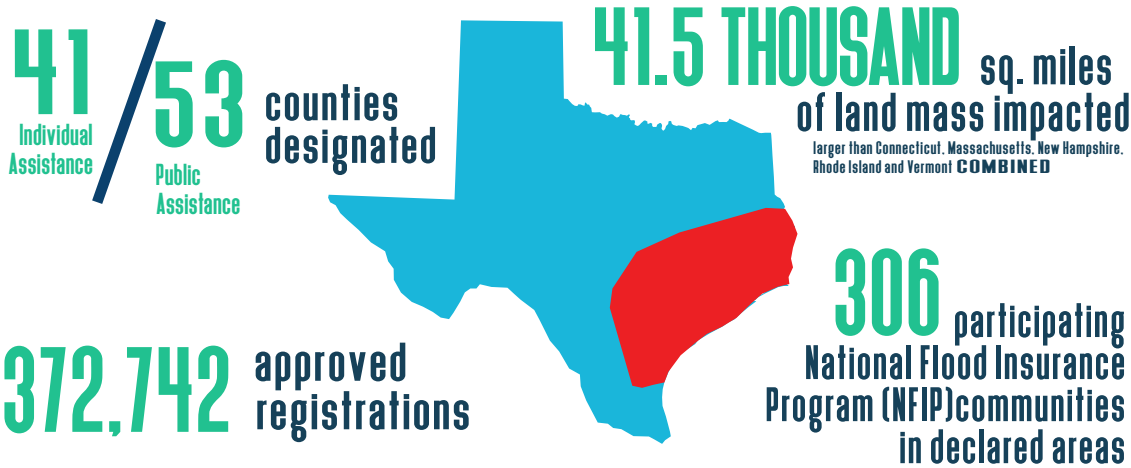 41
Individual
Assistance
53
Public
Assistance
counties
designated
41.5 THOUSAND sq. miles
of land mass impacted
larger than Connecticut, Massachusetts, New Hampshire,
Rhode Island and Vermont COMBINED
372,742 approved
registrations
306 participating
National Flood Insurance
Program (NFIP)communities
in declared areas